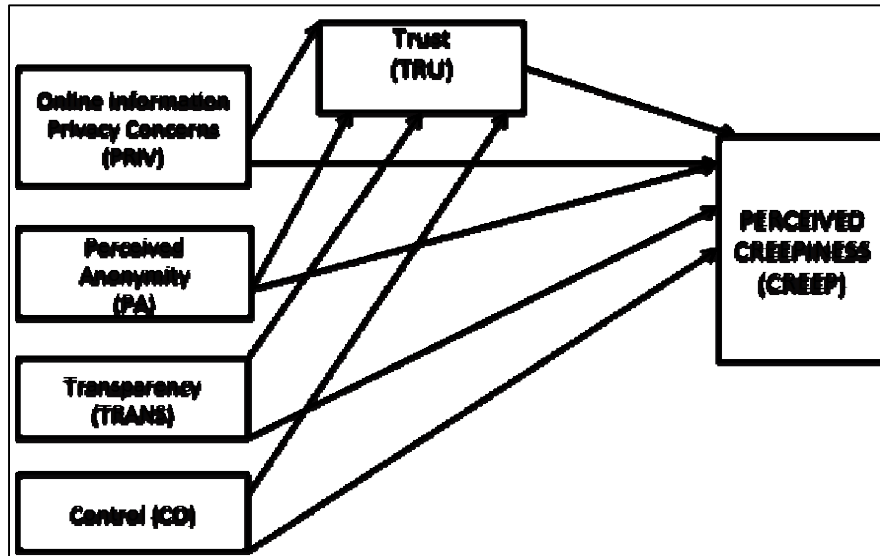 Trust
(TRU)
Online Information
Privacy Concerns
(PRIV)
Perceived
Anonymity
(PA)
Transparency
(TRANS)
Control (CO)
PERCEIVED
CREEPINESS
(CREEP)